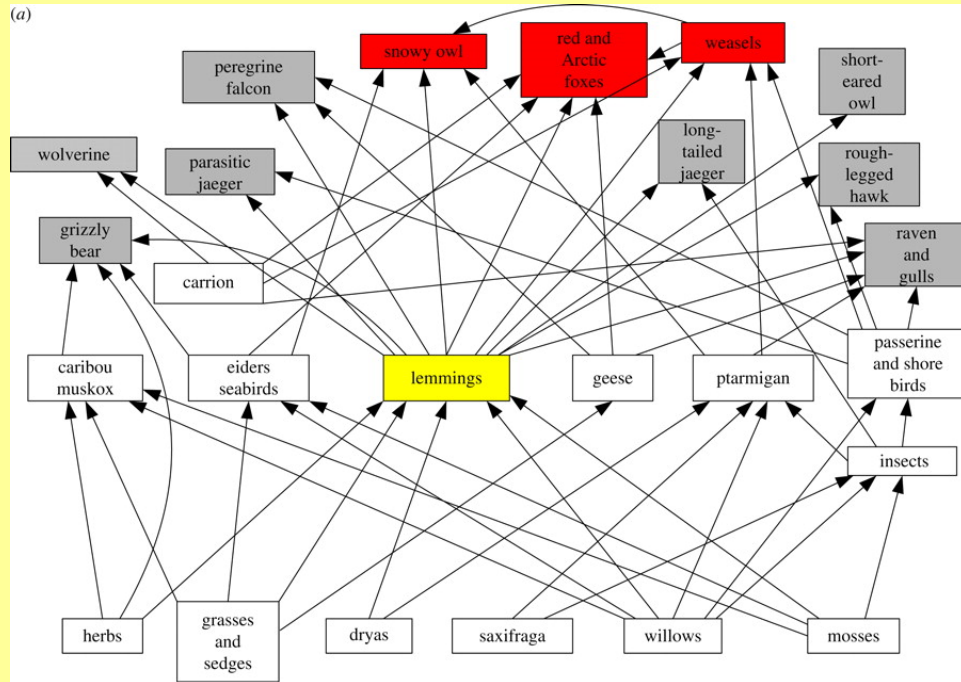 (a)
snowy owl
red and
Arctic
foxes
weasels
peregrine
falcon
short-
eared
owl
wolverine
parasitic
jaeger
long-
tailed
jaeger
rough-
legged
hawk
grizzly
bear
carrion
raven
and
gulls
caribou
muskox
eiders
seabirds
lemmings
geese
ptarmigan
passerine
and shore
birds
insects
herbs
grasses
and
sedges
dryas
saxifraga
willows
mosses